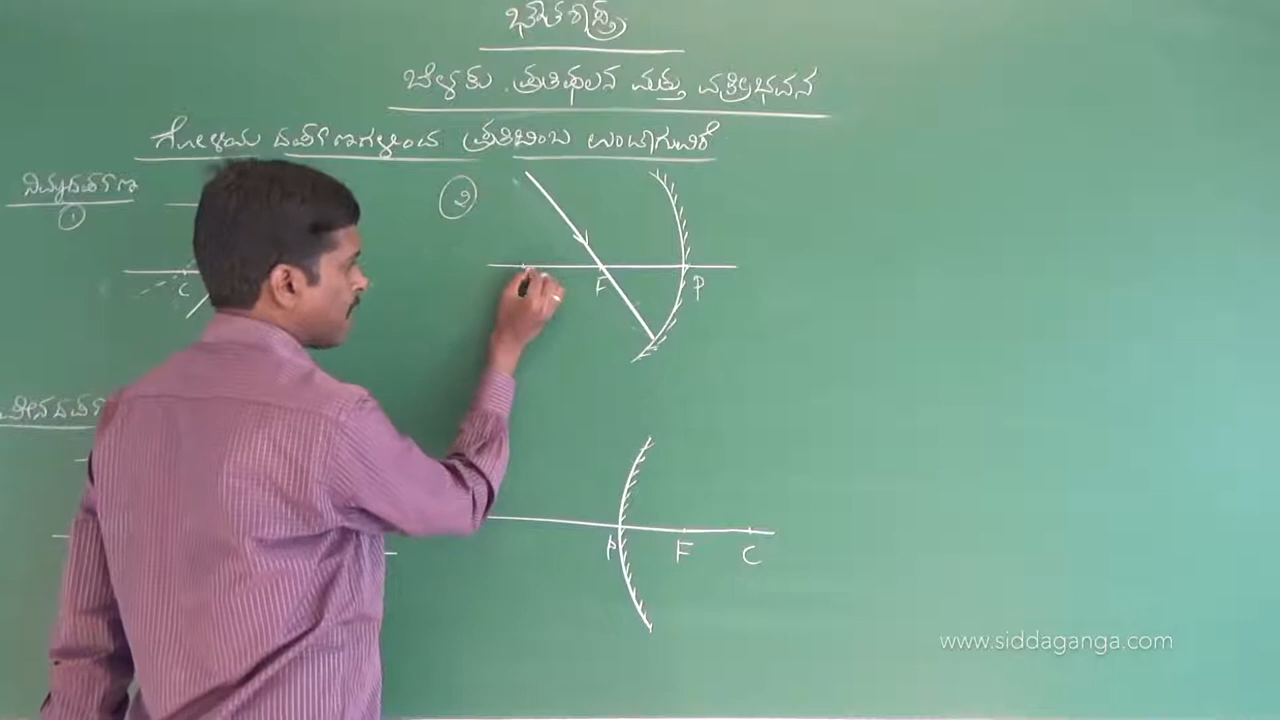 ಭೌತಶಾಸ್ತ್ರ
ಬೆಳಕು . ಪ್ರತಿಫಲನ ಮತ್ತು ವಕ್ರೀಭವನ
ಗೋಳೀಯ ದರ್ಪಣಗಳಿಂದ ಪ್ರತಿಬಿಂಬ ಉಂಟಾಗುವಿಕೆ
ನಿಮ್ನದರ್ಪಣ
1
2
C
F P
P F C
www.siddaganga.com